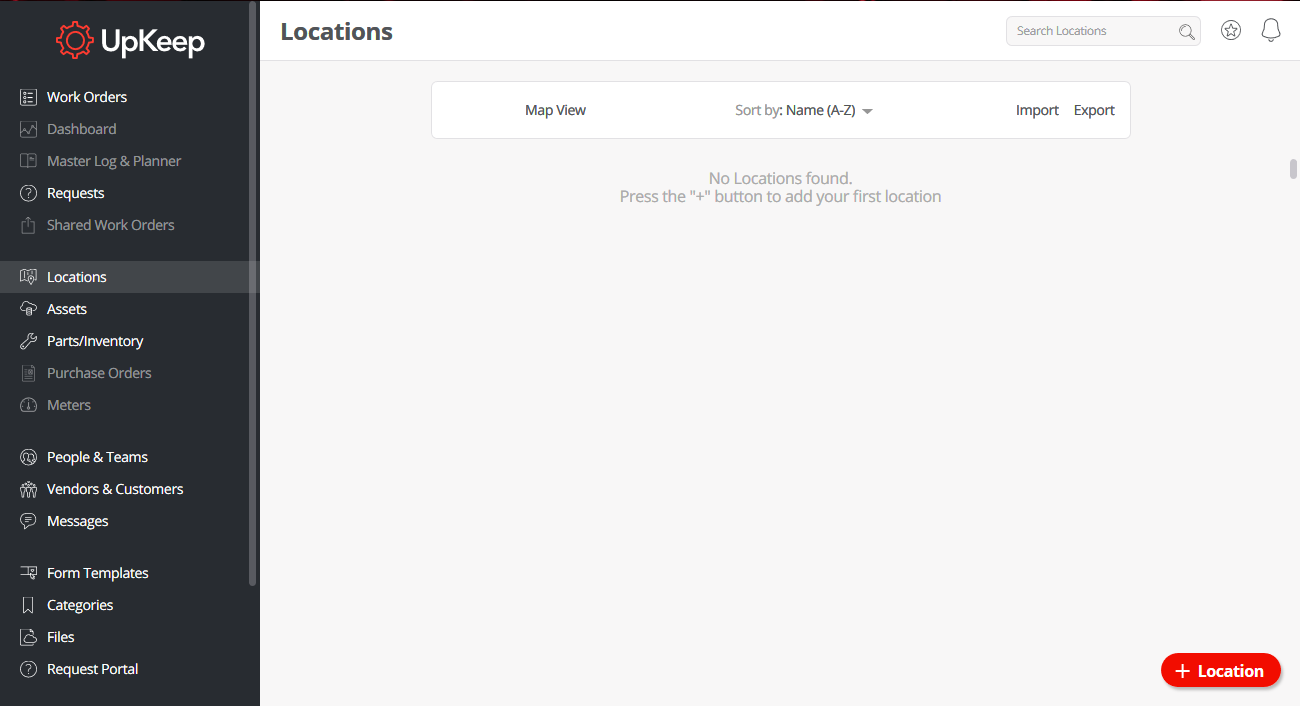 UpKeep
Work Orders
Dashboard
Master Log & Planner
Requests
Shared Work Orders
Locations
Assets
Parts/Inventory
Purchase Orders
Meters
People & Teams
Vendors & Customers
Messages
Form Templates
Categories
Files
Request Portal
Locations
Search Locations
Map View
Sort by: Name (A-Z)
Import Export
No Locations found.
Press the "+" button to add your first location
+ Location